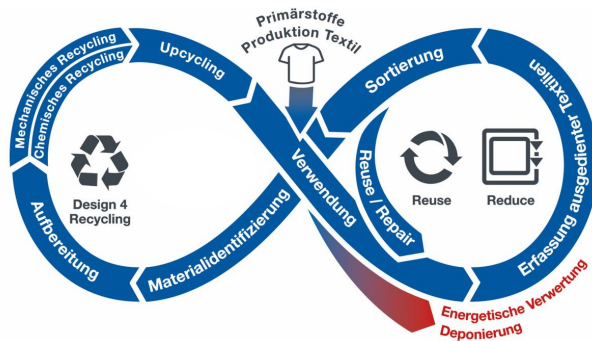 Primärstoffe
Produktion Textil
Mechanisches Recycling
Chemisches Recycling
Upcycling
Sortierung
Erfassung ausgedienter Textilien
Verwendung
Reuse / Repair
Reuse
Reduce
Design 4
Recycling
Aufbereitung
Materialidentifizierung
Energetische Verwertung
Deponierung